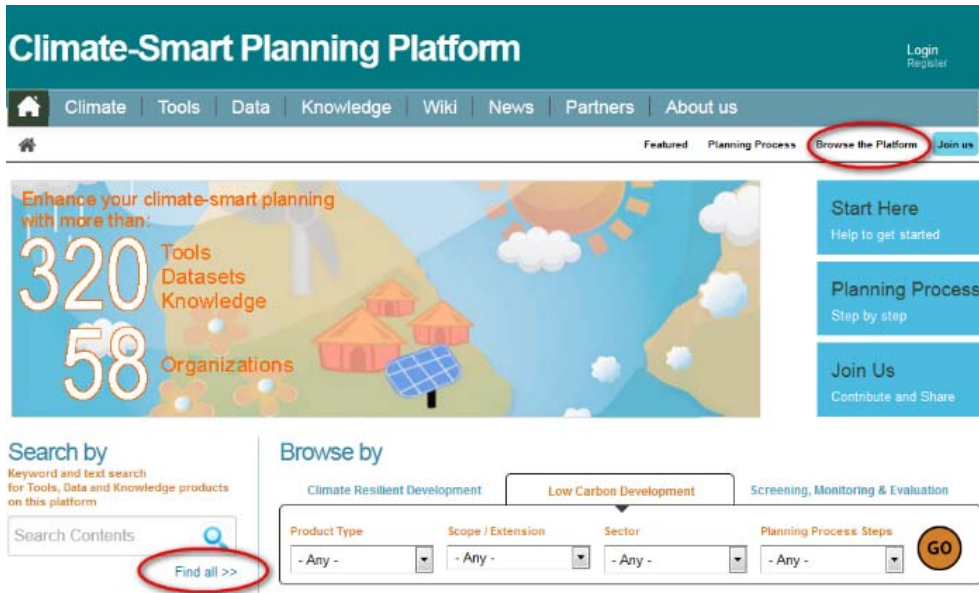 Climate-Smart Planning Platform
Login
Register
Climate
Tools
Data
Knowledge
Wiki
News
Partners
About us
Featured
Planning Process
Browse the Platform
Join us
Enhance your climate-smart planning
with more than:
320
Tools
Datasets
Knowledge
58
Organizations
Start Here
Help to get started
Planning Process
Step by step
Join Us
Contribute and Share
Search by
Keyword and text search
for Tools, Data and Knowledge products
on this platform
Search Contents
Find all >>
Browse by
Climate Resilient Development
Low Carbon Development
Screening, Monitoring & Evaluation
Product Type
Scope / Extension
Sector
Planning Process Steps
- Any -
- Any -
- Any -
- Any -
GO